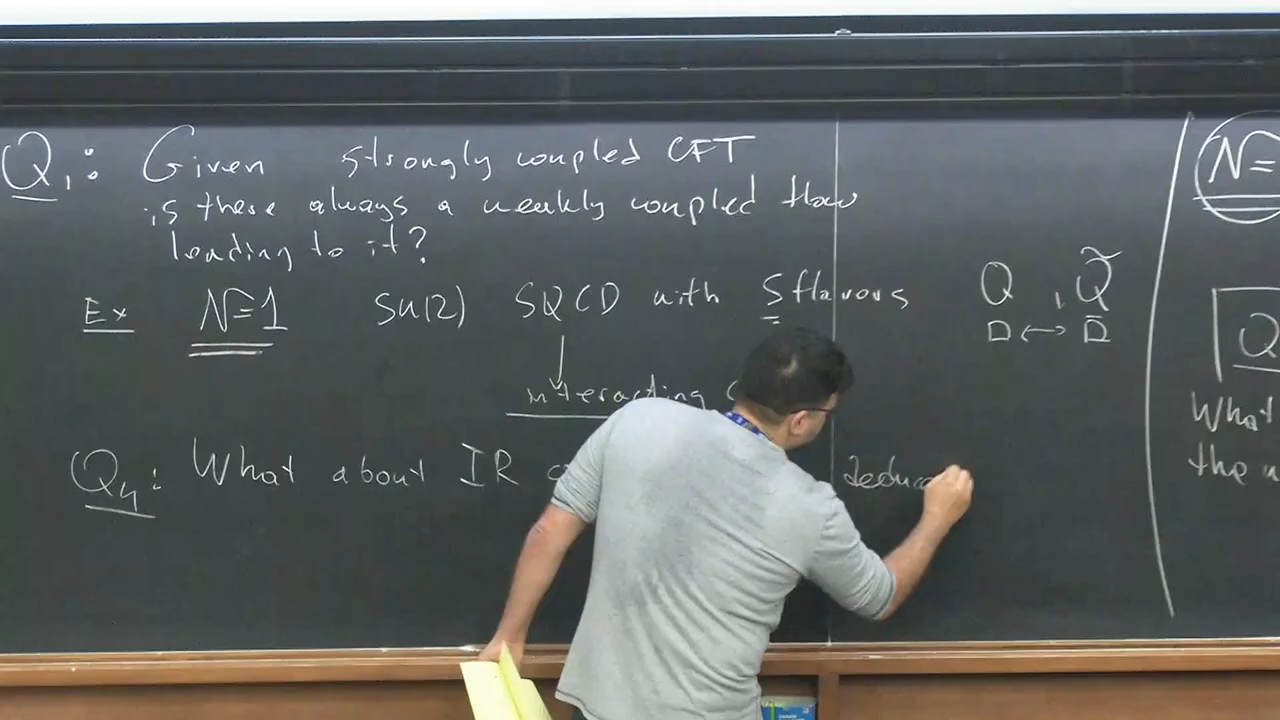 Q₁: Given strongly coupled CFT
is there always a weakly coupled flow
leading to it?
Ex N=1 SU(2) SQCD with 5 flavors Q, Q̃
□ ↔ □̄
interacting
Q₄: What about IR deduce
N=
Q
What
the